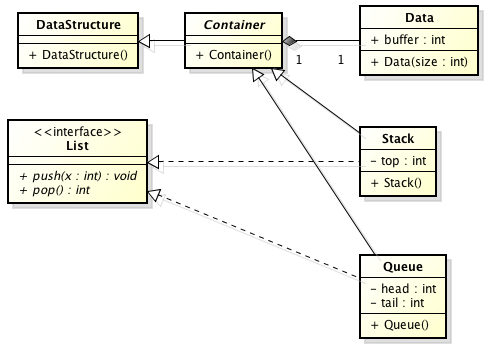 DataStructure
+ DataStructure()
Container
+ Container()
1
1
Data
+ buffer : int
+ Data(size : int)
<<interface>>
List
+ push(x : int) : void
+ pop() : int
Stack
- top : int
+ Stack()
Queue
- head : int
- tail : int
+ Queue()